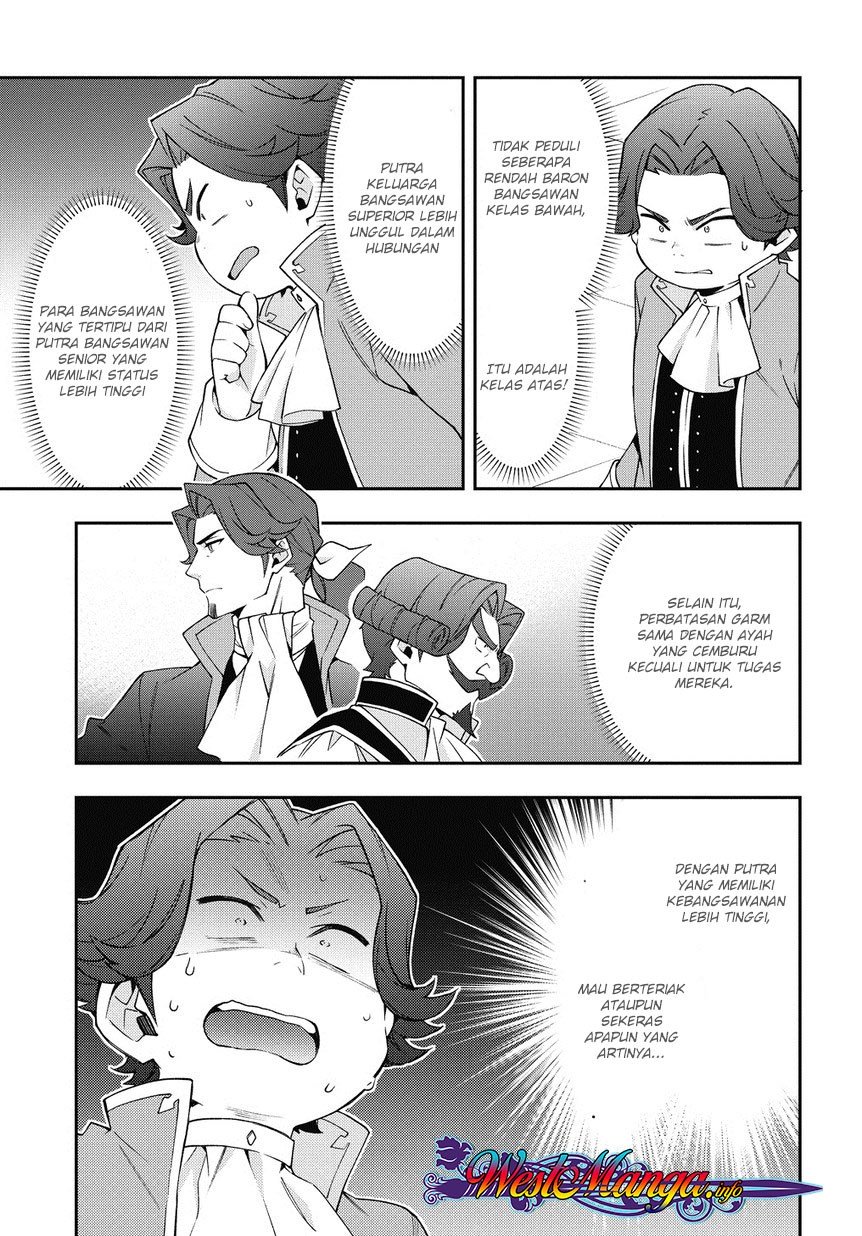 TIDAK PEDULI
SEBERAPA
RENDAH BARON
BANGSAWAN
KELAS BAWAH,
ITU ADALAH
KELAS ATAS!
PUTRA
KELUARGA
BANGSAWAN
SUPERIOR LEBIH
UNGGUL DALAM
HUBUNGAN
PARA BANGSAWAN
YANG TERTIPU DARI
PUTRA BANGSAWAN
SENIOR YANG
MEMILIKI STATUS
LEBIH TINGGI
SELAIN ITU,
PERBATASAN GARM
SAMA DENGAN AYAH
YANG CEMBURU
KECUALI UNTUK TUGAS
MEREKA.
DENGAN PUTRA
YANG MEMILIKI
KEBANGSAWANAN
LEBIH TINGGI,
MAU BERTERIAK
ATAUPUN
SEKERAS
APAPUN YANG
ARTINYA...
WestManga.info